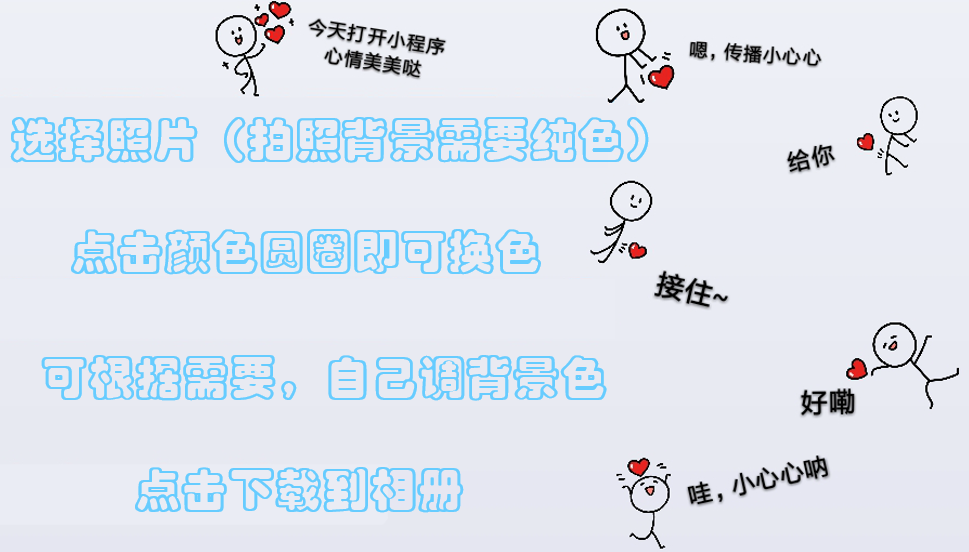 今天打开小程序
心情美美哒
嗯，传播小心心
选择照片（拍照背景需要纯色）
给你
点击颜色圆圈即可换色
接住~
可根据需要，自己调背景色
好嘞
点击下载到相册
哇，小心心呐